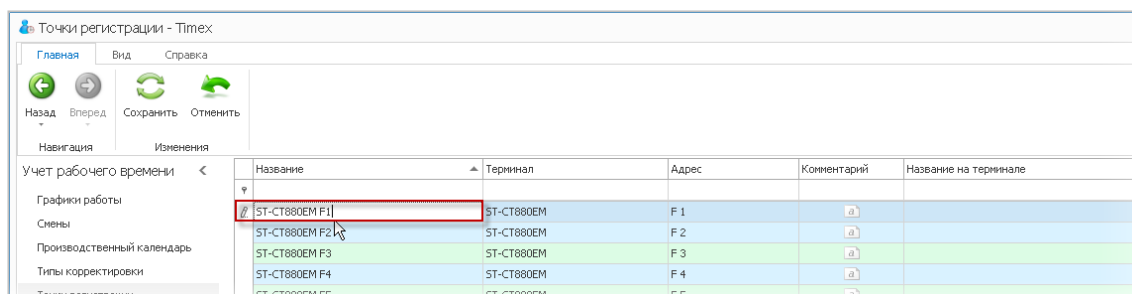 Точки регистрации - Timex
Главная Вид Справка
Назад Вперед Сохранить Отменить
Навигация Изменения
Учет рабочего времени <
Название Терминал Адрес Комментарий Название на терминале
Графики работы
ST-CT880EM F1 ST-CT880EM F 1 a
Смены
ST-CT880EM F2 ST-CT880EM F 2 a
Производственный календарь
ST-CT880EM F3 ST-CT880EM F 3 a
Типы корректировки
ST-CT880EM F4 ST-CT880EM F 4 a